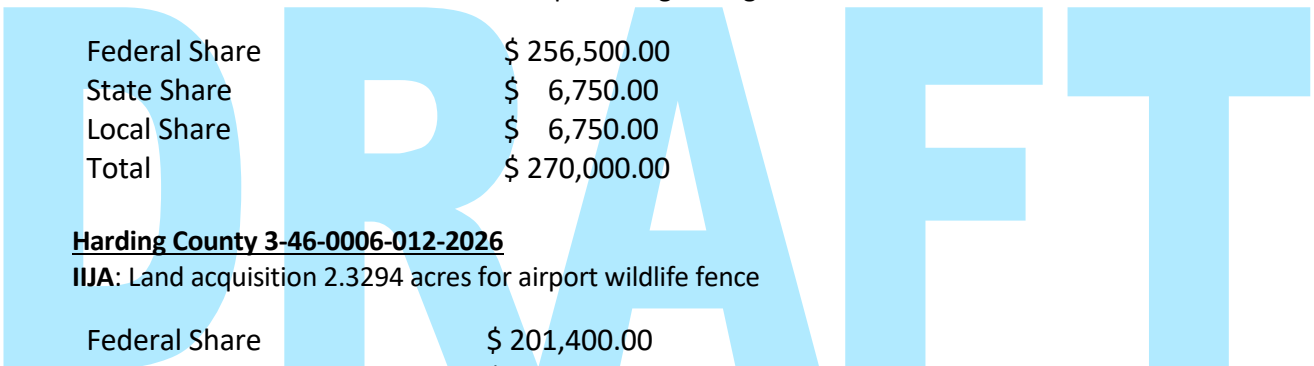 Federal Share $ 256,500.00
State Share $ 6,750.00
Local Share $ 6,750.00
Total $ 270,000.00
Harding County 3-46-0006-012-2026
IIJA: Land acquisition 2.3294 acres for airport wildlife fence
Federal Share $ 201,400.00
DRAFT